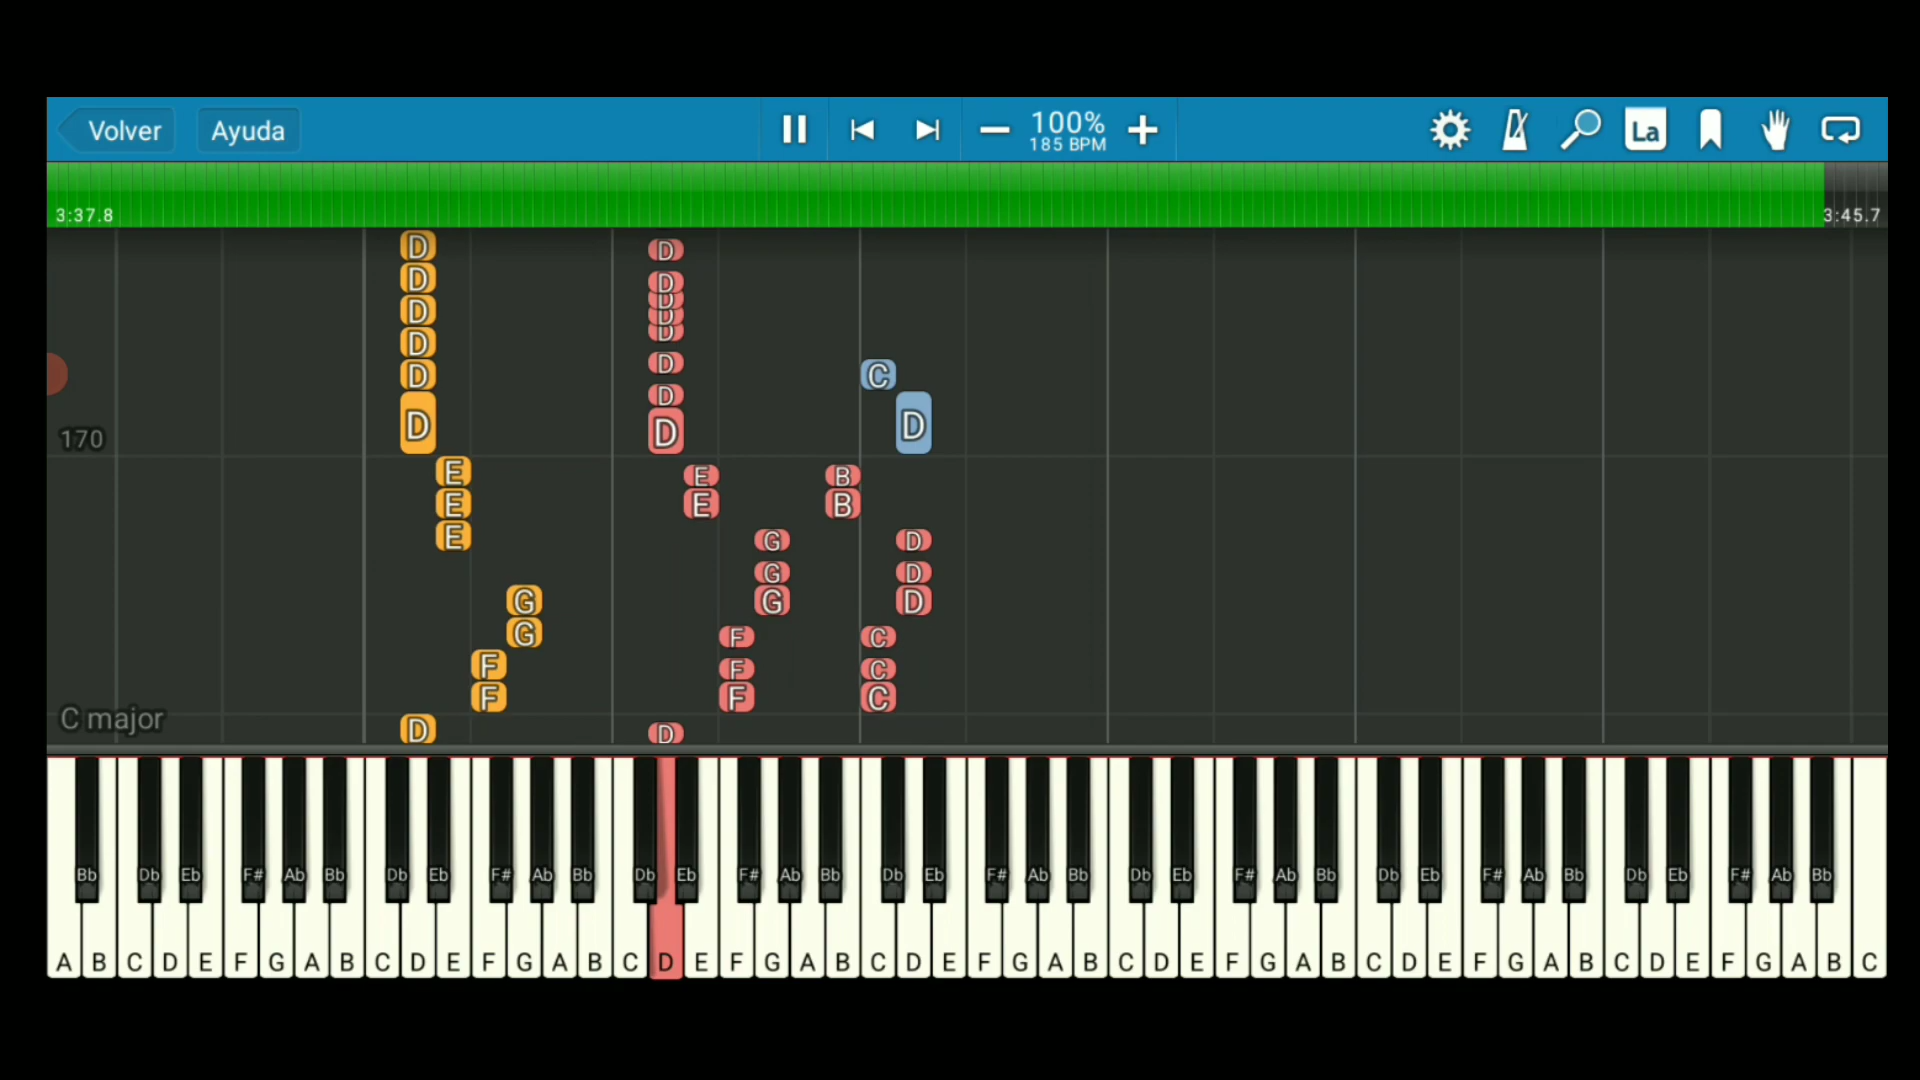 Volver Ayuda 100% La
185 BPM
3:37.8 3:45.7
D D
D D
D D
D D
D
D D
D C
D
D D D
170
E E B
E E B
E G D
G D
G G D
G
F C
F F C
F F C
C major
D D
Bb Db Eb F# Ab Bb Db Eb F# Ab Bb Db Eb F# Ab Bb Db Eb F# Ab Bb Db Eb F# Ab Bb Db Eb F# Ab Bb Db Eb F# Ab Bb
A B C D E F G A B C D E F G A B C D E F G A B C D E F G A B C D E F G A B C D E F G A B C D E F G A B C